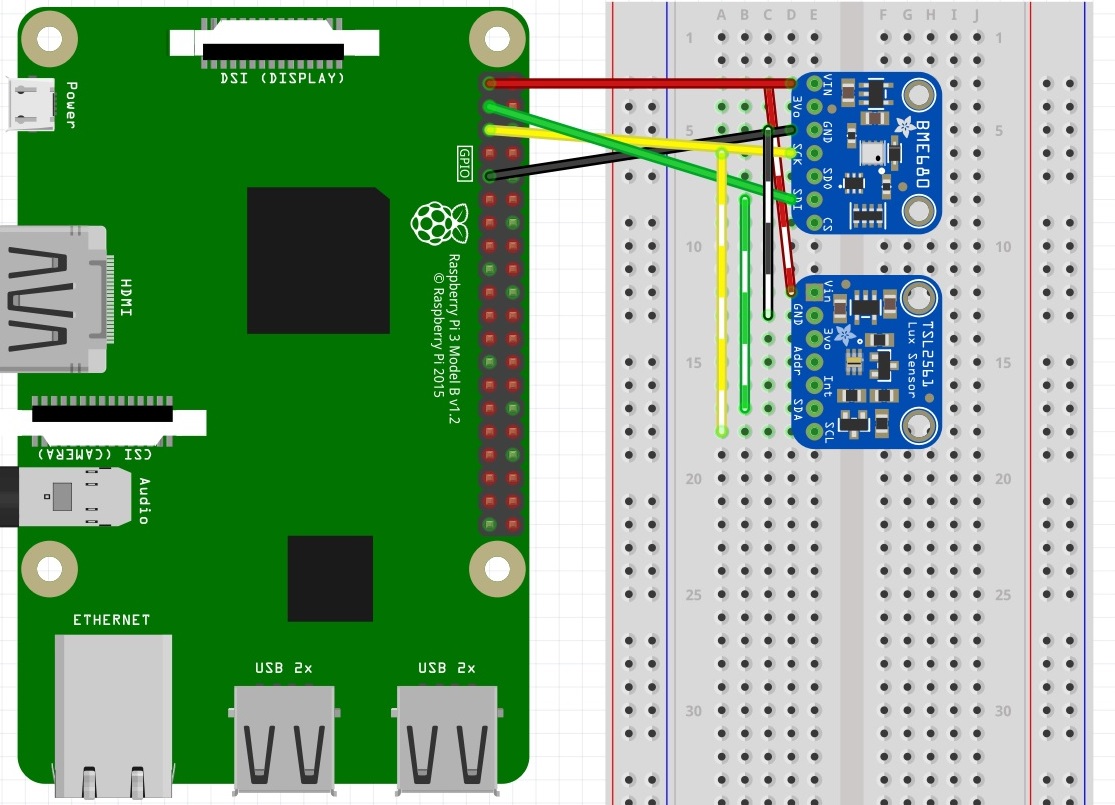 DSI (DISPLAY)
Power
GPIO
HDMI
Raspberry Pi 3 Model B v1.2
© Raspberry Pi 2015
CSI (CAMERA)
Audio
ETHERNET
USB 2x
USB 2x
A B C D E
F G H I J
1
1
5
5
10
10
15
15
20
20
25
25
30
30
VIN
3Vo
GND
SCK
SDO
SDI
CS
BME680
Vin
GND
3Vo
Addr
Int
SDA
SCL
TSL2561
Lux Sensor